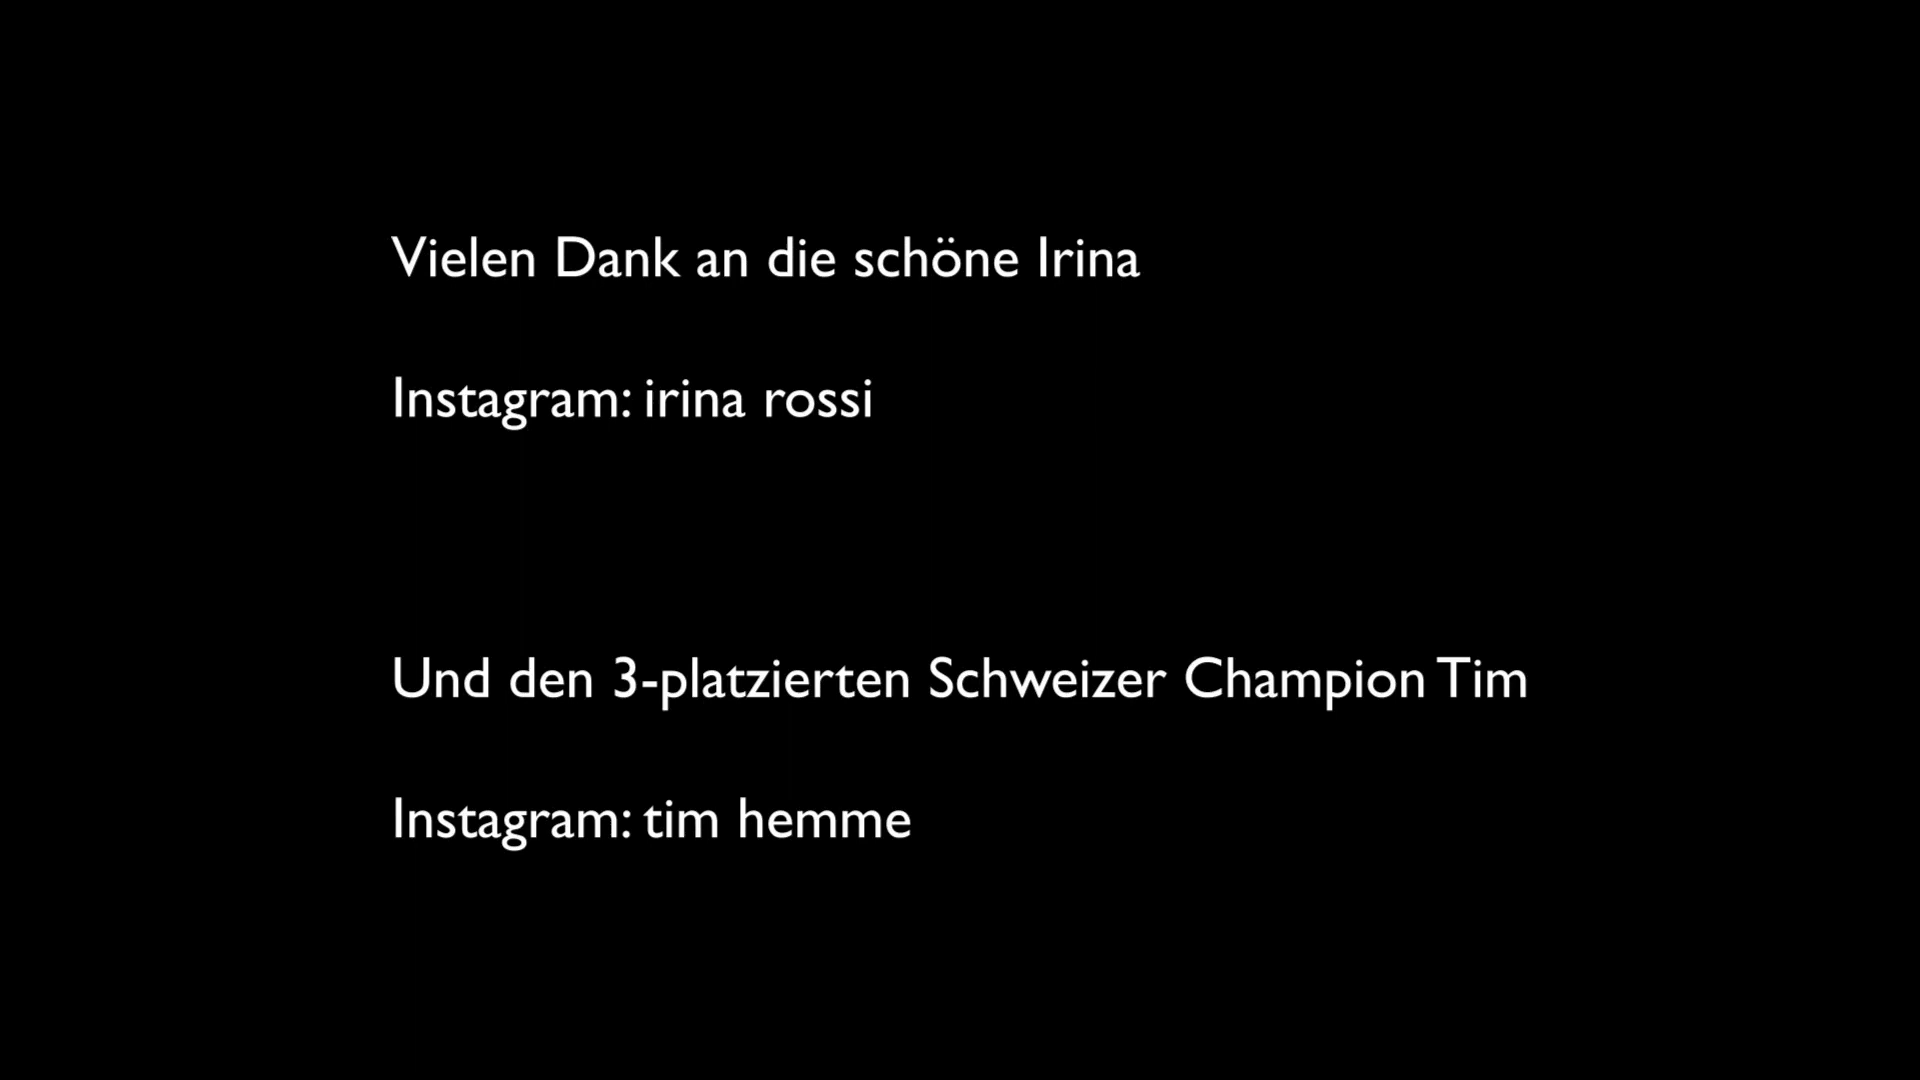 Vielen Dank an die schöne Irina
Instagram: irina rossi
Und den 3-platzierten Schweizer Champion Tim
Instagram: tim hemme